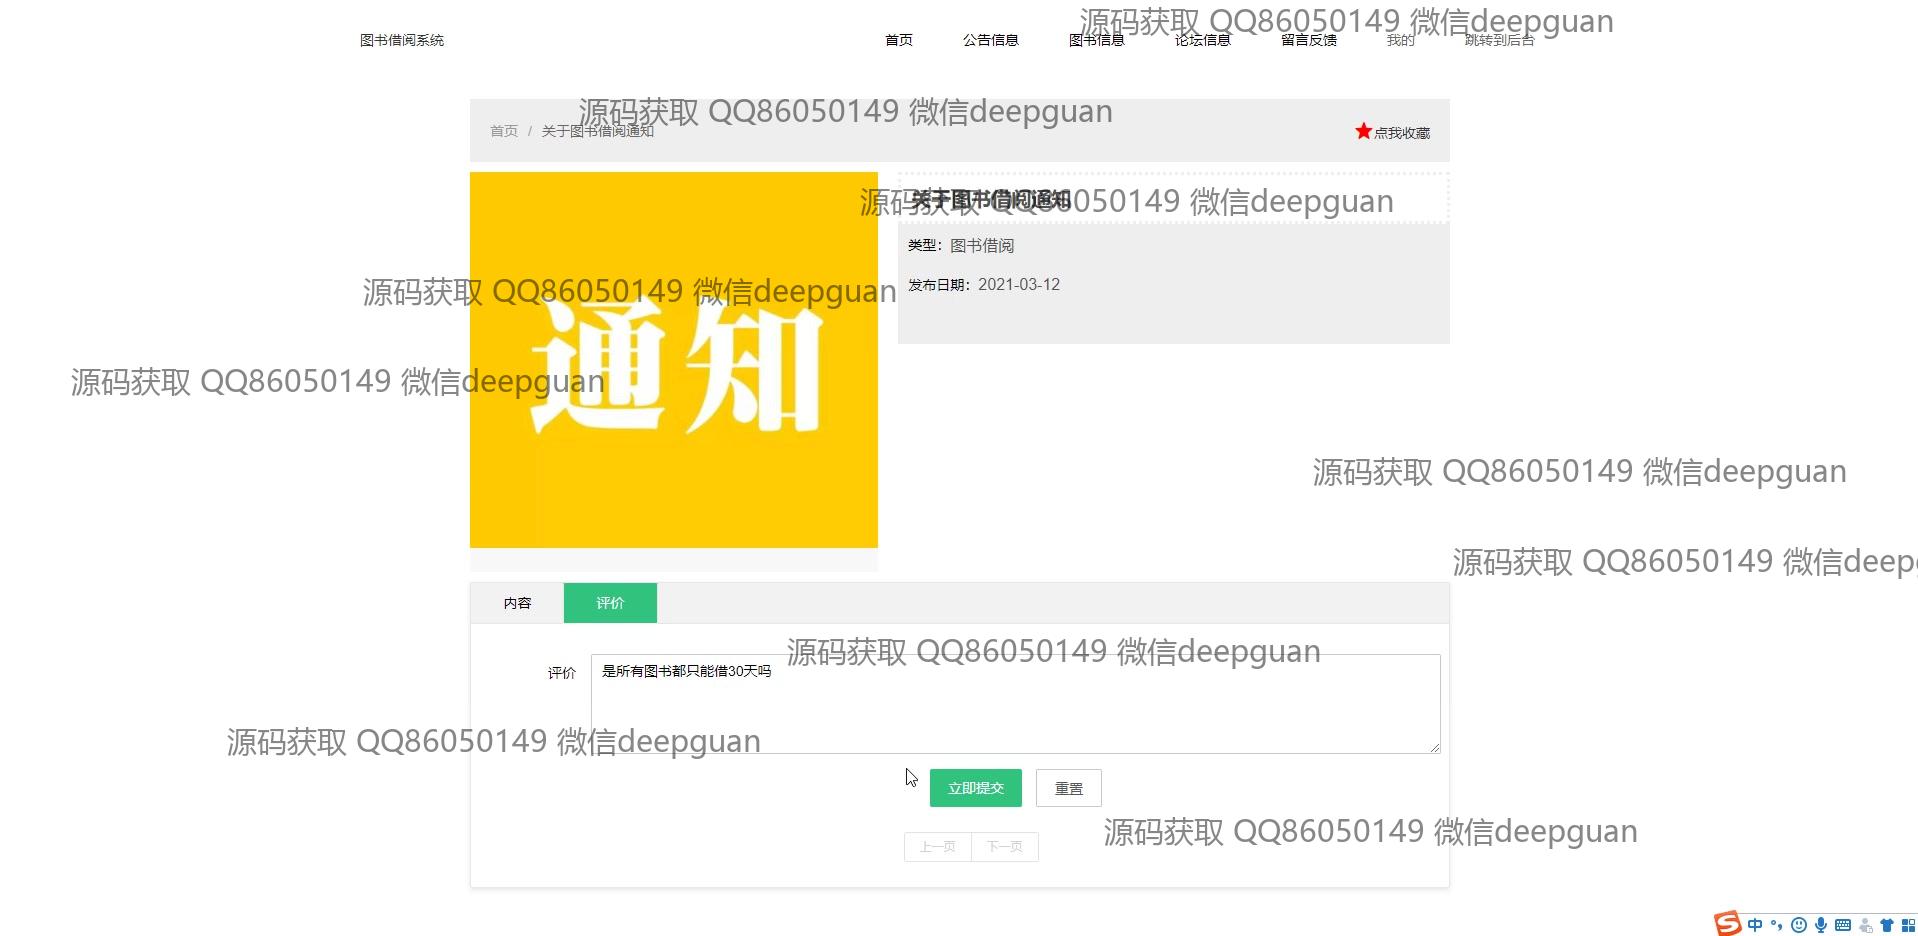 源码获取 QQ86050149 微信deepguan
图书借阅系统
首页
公告信息
图书信息
论坛信息
留言反馈
我的
跳转到后台
源码获取 QQ86050149 微信deepguan
首页 / 关于图书借阅通知
点我收藏
源码获取 QQ86050149 微信deepguan
关于图书借阅通知
类型：图书借阅
发布日期：2021-03-12
源码获取 QQ86050149 微信deepguan
通知
源码获取 QQ86050149 微信deepguan
源码获取 QQ86050149 微信deepguan
源码获取 QQ86050149 微信deep
内容
评价
源码获取 QQ86050149 微信deepguan
评价
是所有图书都只能借30天吗
源码获取 QQ86050149 微信deepguan
立即提交
重置
源码获取 QQ86050149 微信deepguan
上一页
下一页
S 中